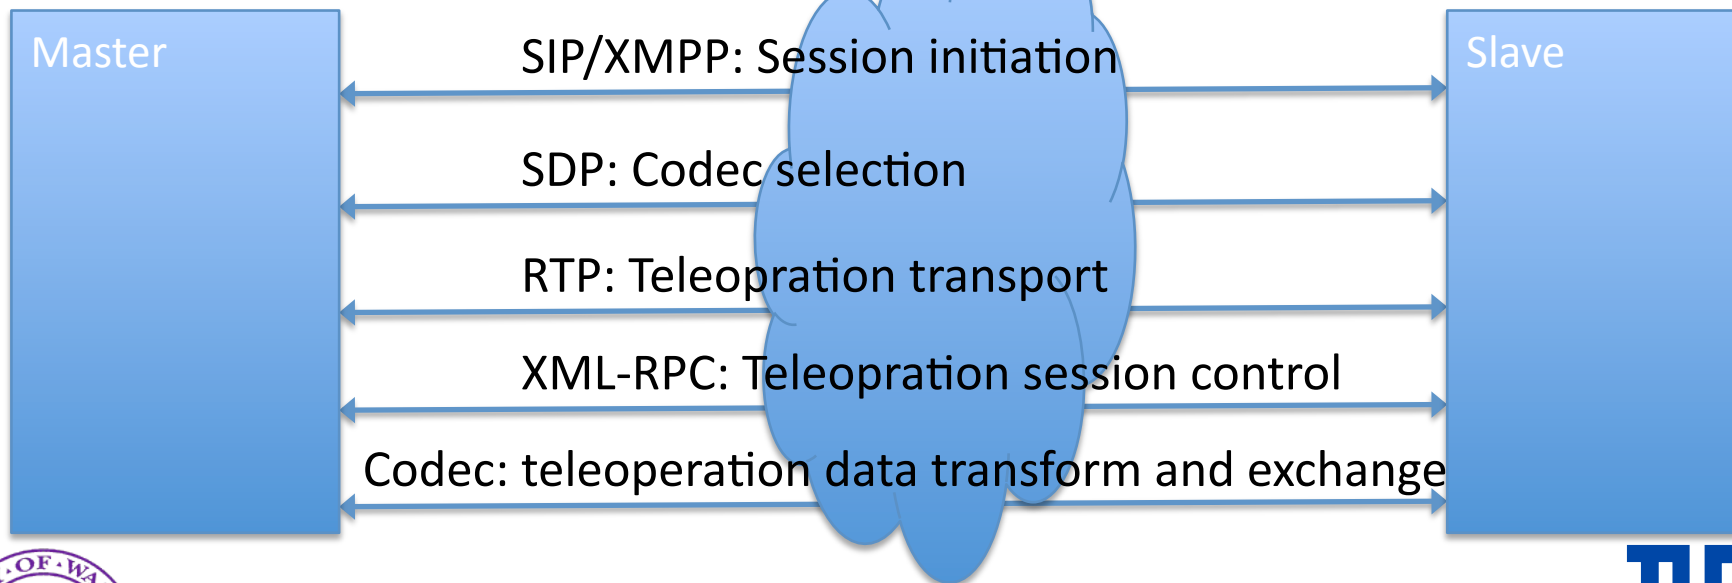 Master
SIP/XMPP: Session initiation
Slave
SDP: Codec selection
RTP: Teleopration transport
XML-RPC: Teleopration session control
Codec: teleoperation data transform and exchange
OF